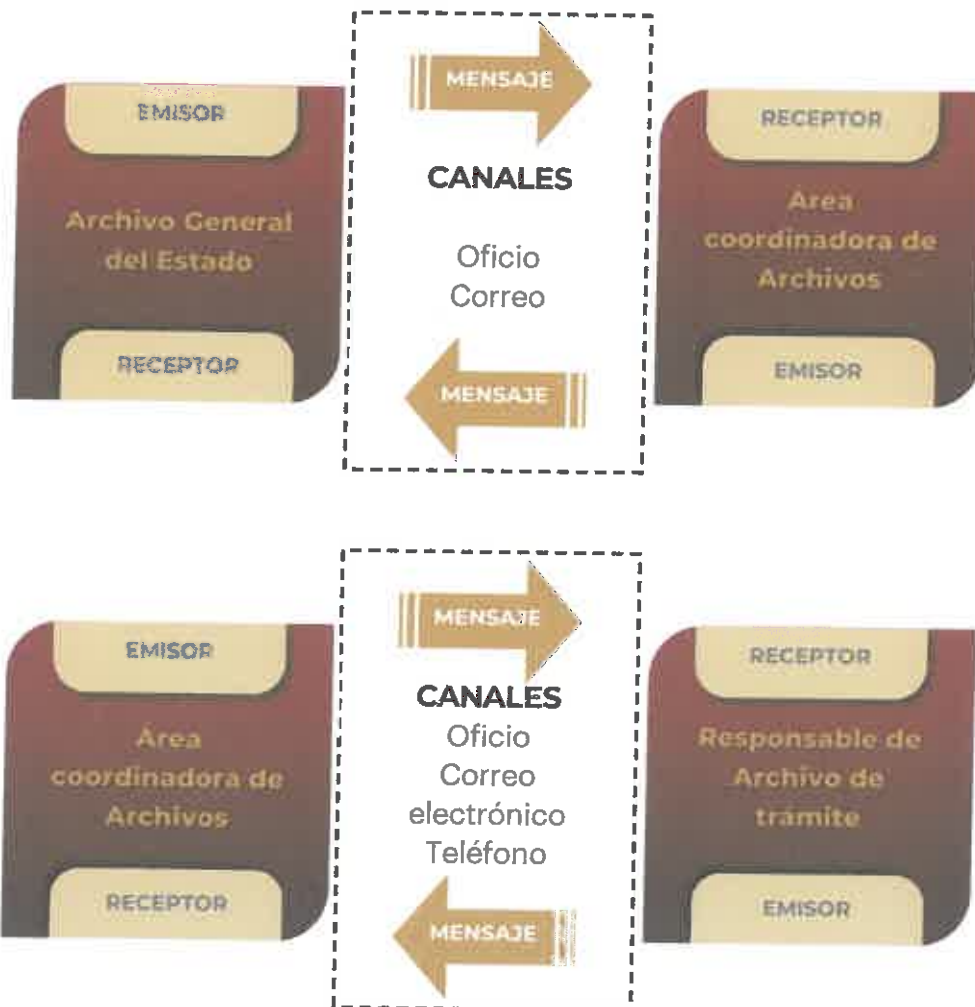 EMISOR
Archivo General
del Estado
RECEPTOR
MENSAJE
CANALES
Oficio
Correo
MENSAJE
RECEPTOR
Área
coordinadora de
Archivos
EMISOR
EMISOR
Área
coordinadora de
Archivos
RECEPTOR
MENSAJE
CANALES
Oficio
Correo
electrónico
Teléfono
MENSAJE
RECEPTOR
Responsable de
Archivo de
trámite
EMISOR